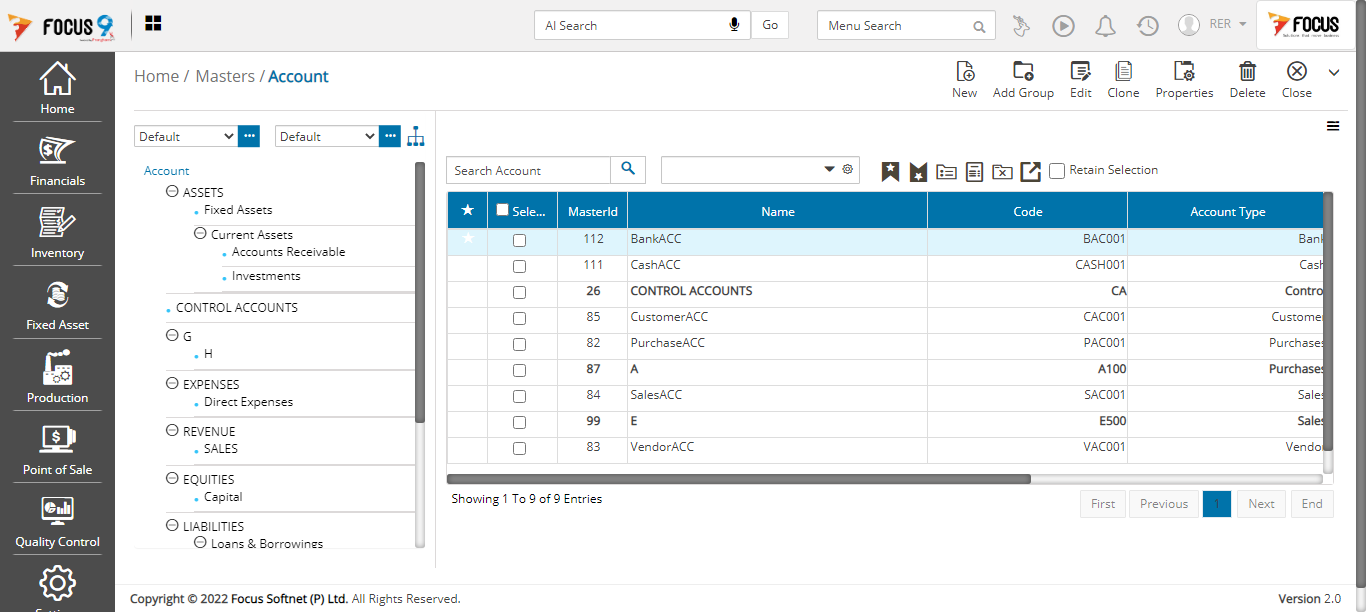 FOCUS 9
AI Search
Go
Menu Search
RER
FOCUS
Home
Financials
Inventory
Fixed Asset
Production
Point of Sale
Quality Control
Home / Masters / Account
New
Add Group
Edit
Clone
Properties
Delete
Close
Default
Default
Account
ASSETS
Fixed Assets
Current Assets
Accounts Receivable
Investments
CONTROL ACCOUNTS
G
H
EXPENSES
Direct Expenses
REVENUE
SALES
EQUITIES
Capital
LIABILITIES
Loans & Borrowings
Search Account
Retain Selection
Sele... MasterId Name Code Account Type
112 BankACC BAC001 Bank
111 CashACC CASH001 Cash
26 CONTROL ACCOUNTS CA Contro
85 CustomerACC CAC001 Custome
82 PurchaseACC PAC001 Purchases
87 A A100 Purchases
84 SalesACC SAC001 Sales
99 E E500 Sales
83 VendorACC VAC001 Vendo
Showing 1 To 9 of 9 Entries
First Previous 1 Next End
Copyright © 2022 Focus Softnet (P) Ltd. All Rights Reserved.
Version 2.0